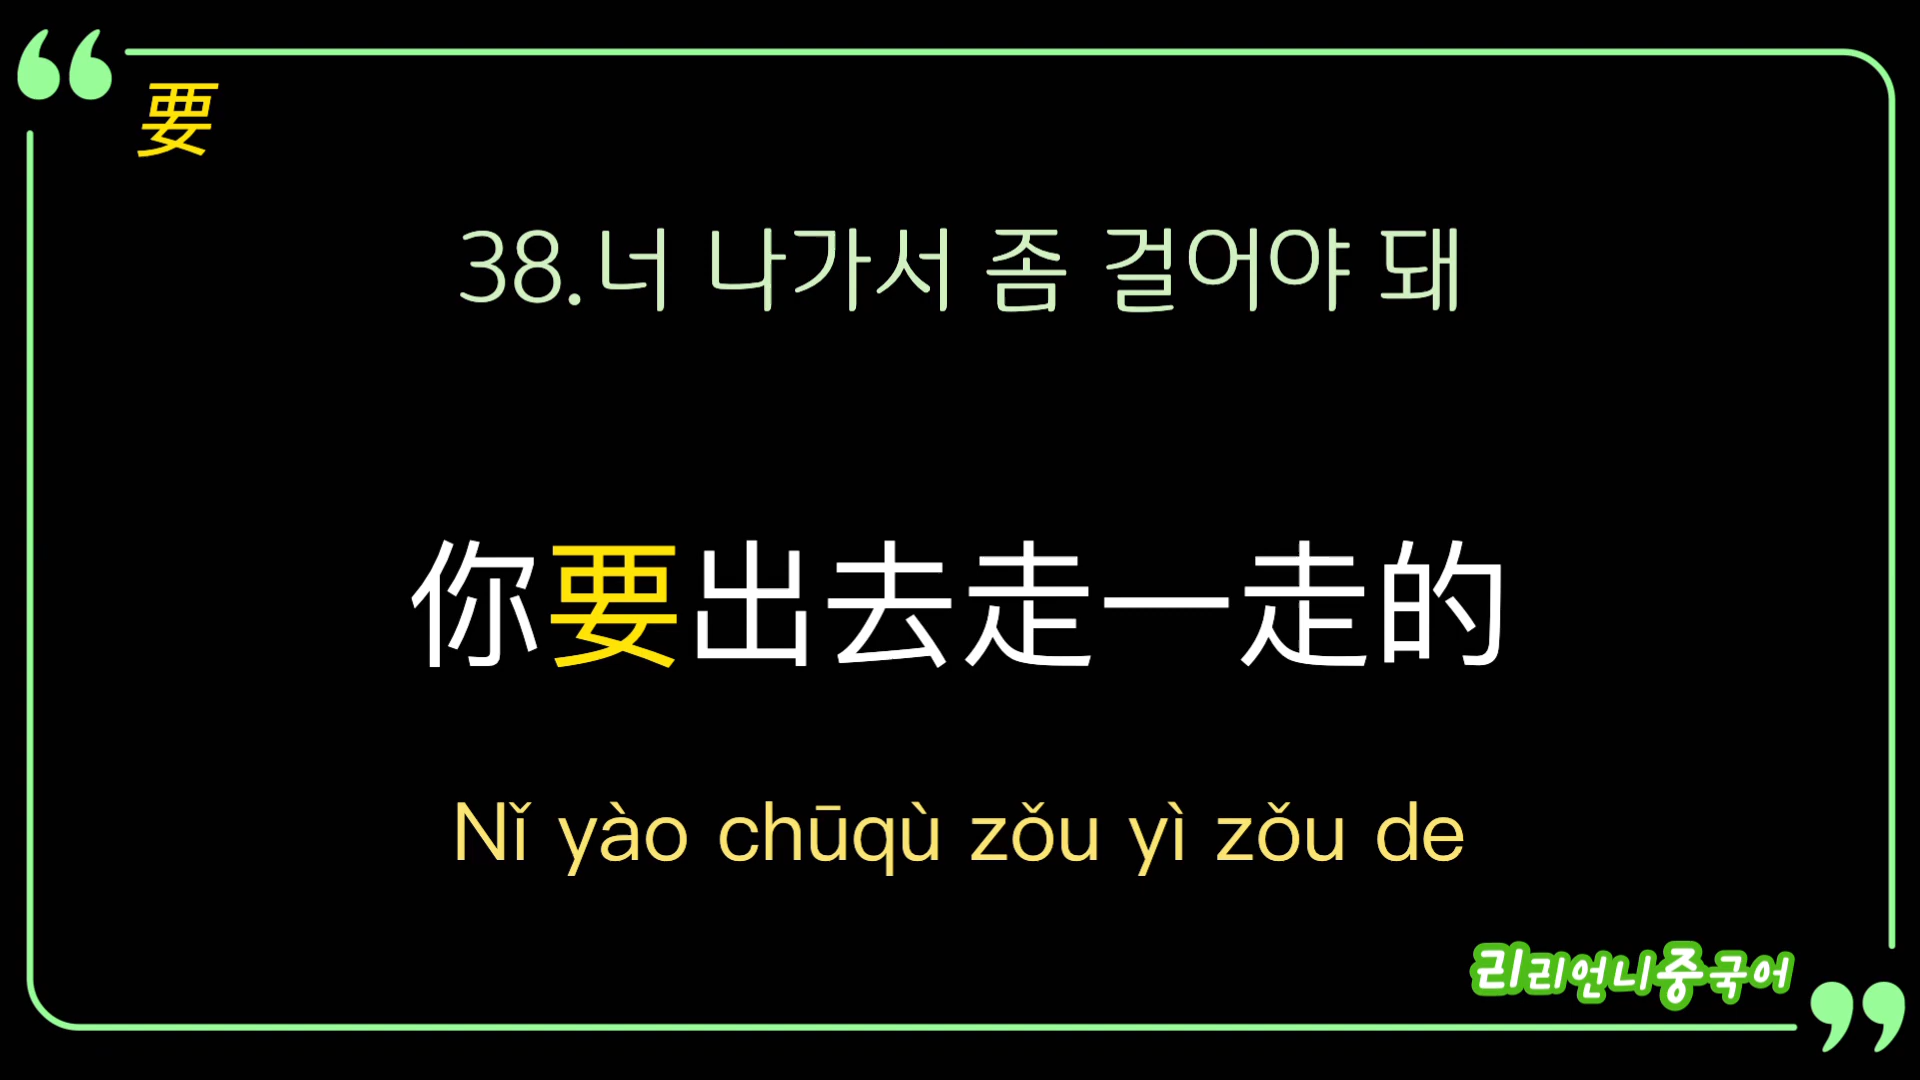 要
38.너 나가서 좀 걸어야 돼
你要出去走一走的
Nǐ yào chūqù zǒu yì zǒu de
리리언니중국어